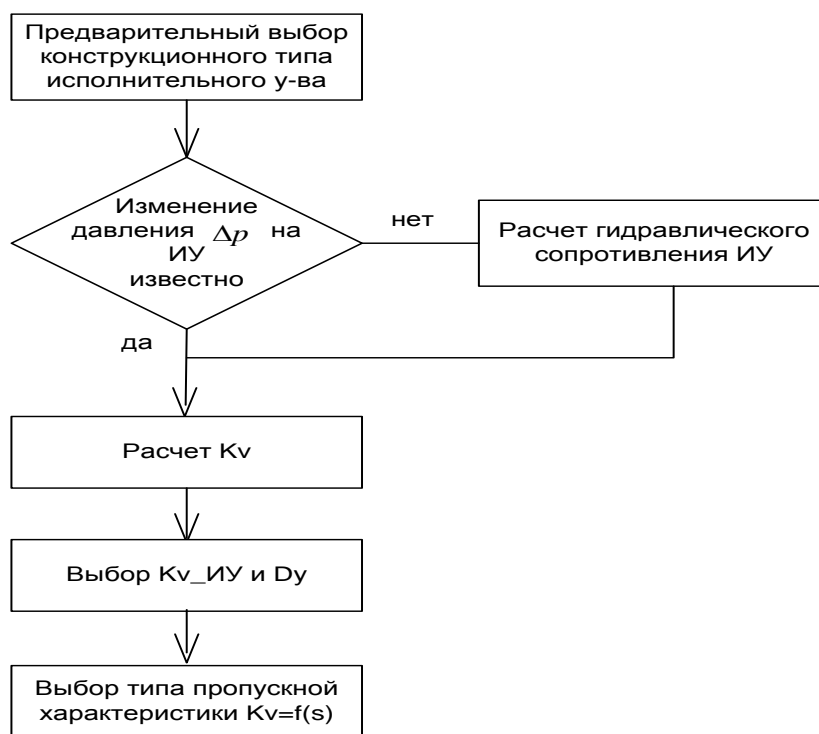 Предварительный выбор
конструкционного типа
исполнительного у-ва
Изменение
давления Δp на
ИУ
известно
нет
Расчет гидравлического
сопротивления ИУ
да
Расчет Kv
Выбор Kv_ИУ и Dy
Выбор типа пропускной
характеристики Kv=f(s)